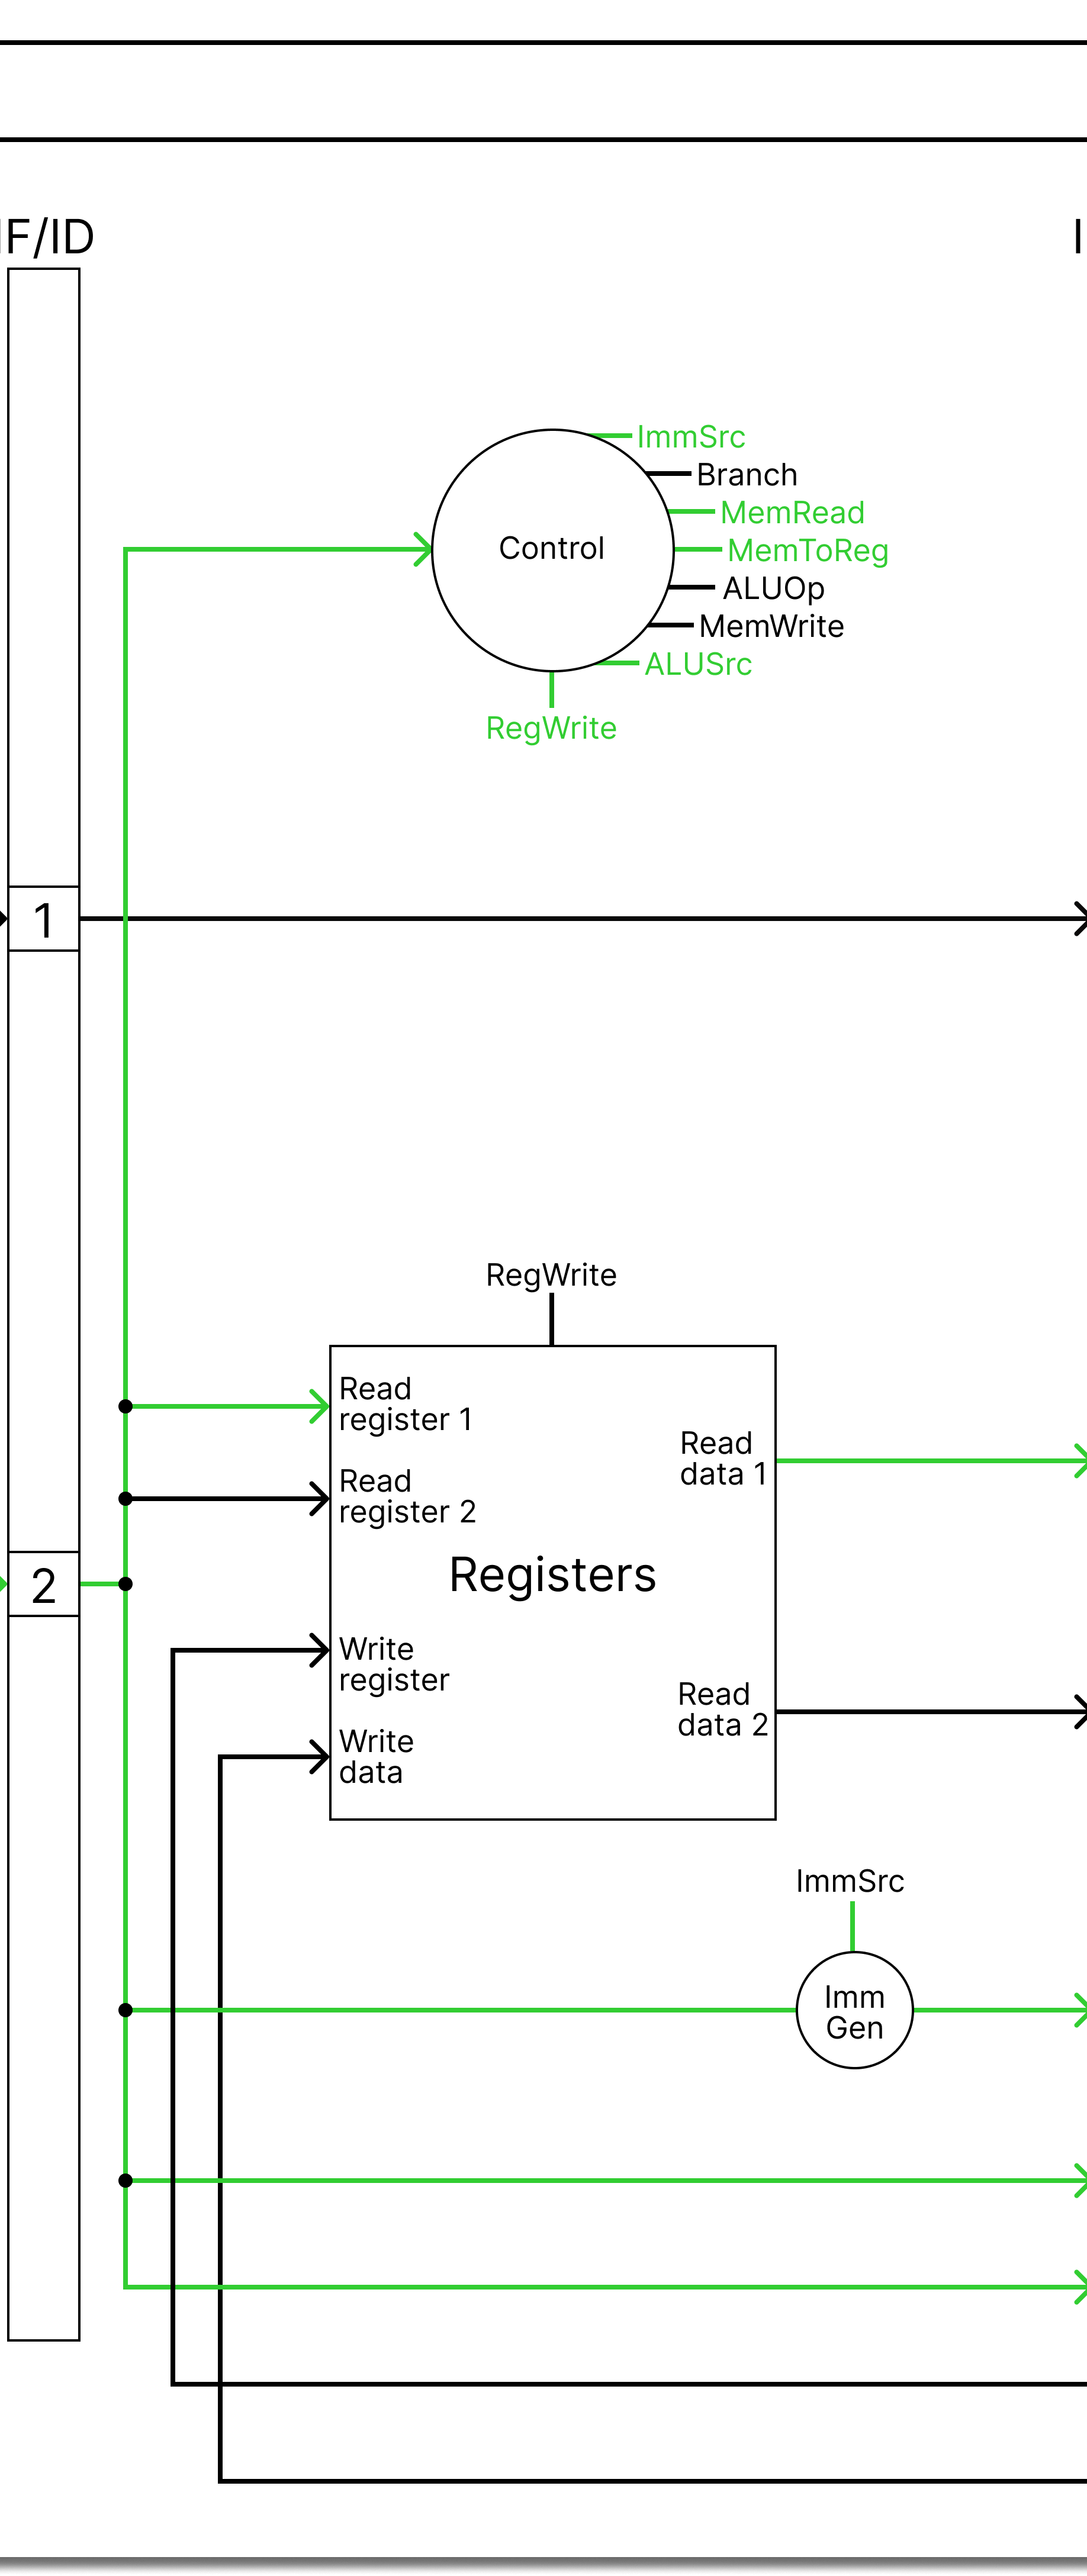 IF/ID
I
ImmSrc
Branch
MemRead
MemToReg
Control
ALUOp
MemWrite
ALUSrc
RegWrite
1
RegWrite
Read
register 1
Read
data 1
Read
register 2
2
Registers
Write
register
Read
data 2
Write
data
ImmSrc
Imm
Gen